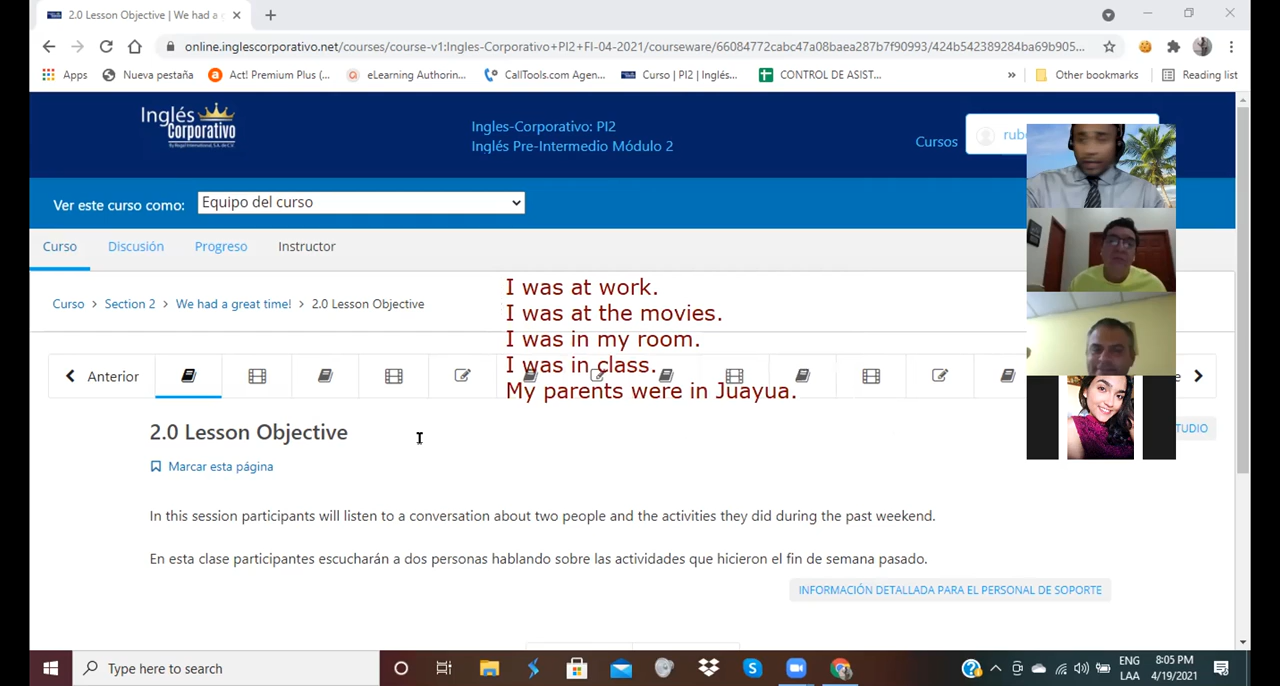 2.0 Lesson Objective | We had a g
online.inglescorporativo.net/courses/course-v1:Ingles-Corporativo+PI2+FI-04-2021/courseware/66084772cabc47a08baea287b7f90993/424b542389284ba69b905...
Apps
Nueva pestaña
Act! Premium Plus (...
eLearning Authorin...
CallTools.com Agen...
Curso | PI2 | Inglés...
CONTROL DE ASIST...
»
Other bookmarks
Reading list
Inglés
Corporativo
By Regal International, S.A. de C.V.
Ingles-Corporativo: PI2
Inglés Pre-Intermedio Módulo 2
Cursos
rub
Ver este curso como:
Equipo del curso
Curso
Discusión
Progreso
Instructor
Curso > Section 2 > We had a great time! > 2.0 Lesson Objective
I was at work.
I was at the movies.
I was in my room.
I was in class.
My parents were in Juayua.
Anterior
e
2.0 Lesson Objective
TUDIO
Marcar esta página
In this session participants will listen to a conversation about two people and the activities they did during the past weekend.
En esta clase participantes escucharán a dos personas hablando sobre las actividades que hicieron el fin de semana pasado.
INFORMACIÓN DETALLADA PARA EL PERSONAL DE SOPORTE
Type here to search
ENG
LAA
8:05 PM
4/19/2021